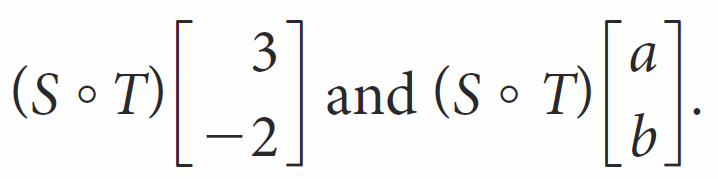 (S ∘ T)[3 −2] and (S ∘ T)[a b].